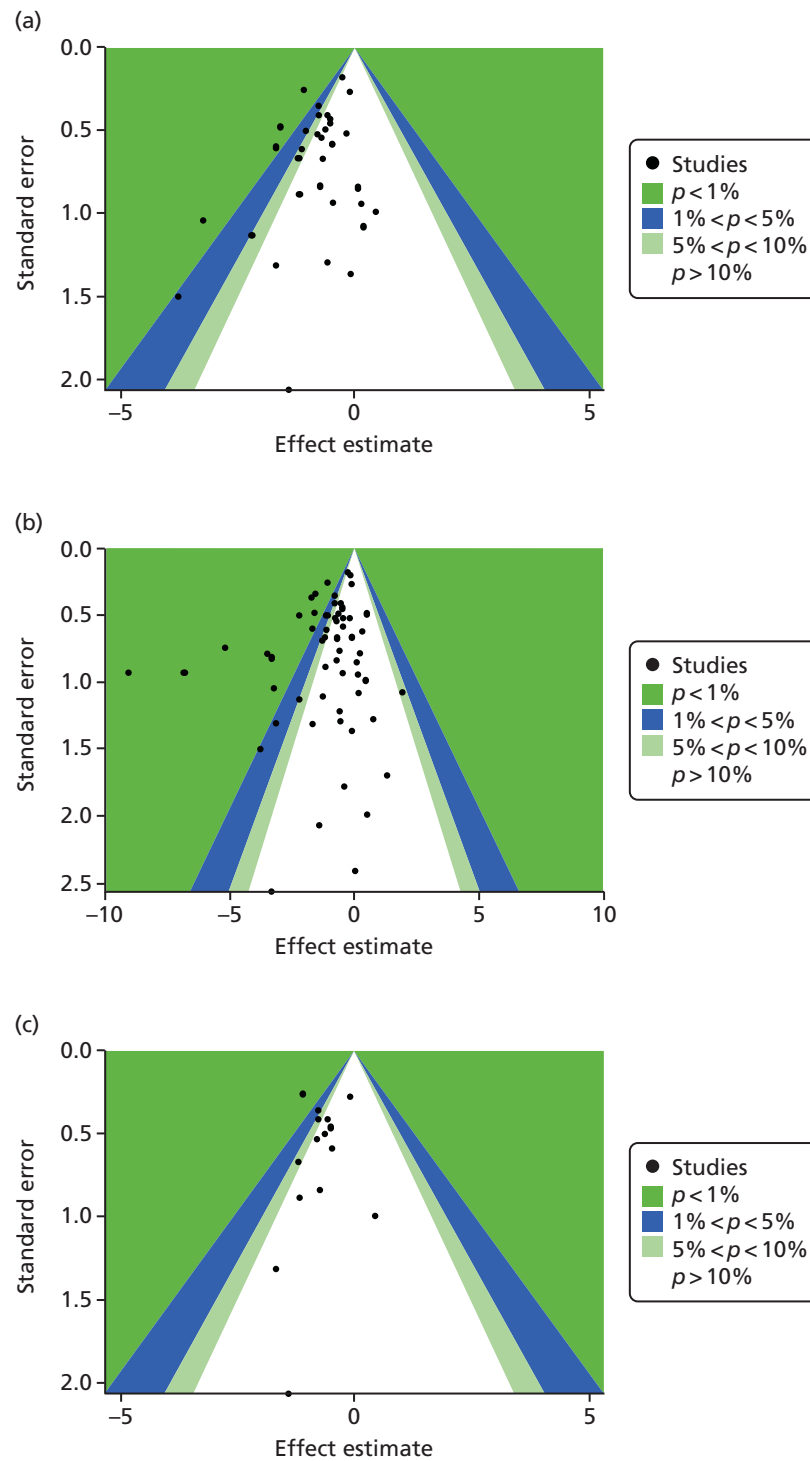 (a)
0.0
0.5
1.0
1.5
2.0
Standard error
–5
0
5
Effect estimate
Studies
p < 1%
1% < p < 5%
5% < p < 10%
p > 10%
(b)
0.0
0.5
1.0
1.5
2.0
2.5
Standard error
–10
–5
0
5
10
Effect estimate
Studies
p < 1%
1% < p < 5%
5% < p < 10%
p > 10%
(c)
0.0
0.5
1.0
1.5
2.0
Standard error
–5
0
5
Effect estimate
Studies
p < 1%
1% < p < 5%
5% < p < 10%
p > 10%